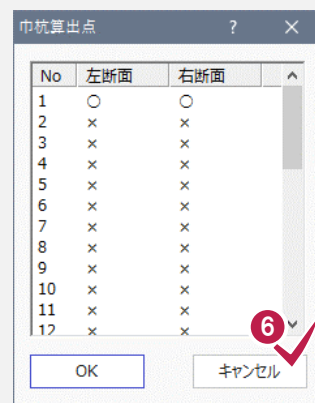 巾杭算出点 ? ×
No 左断面 右断面
1 ○ ○
2 × ×
3 × ×
4 × ×
5 × ×
6 × ×
7 × ×
8 × ×
9 × ×
10 × ×
11 × ×
12 × ×
6
OK キャンセル